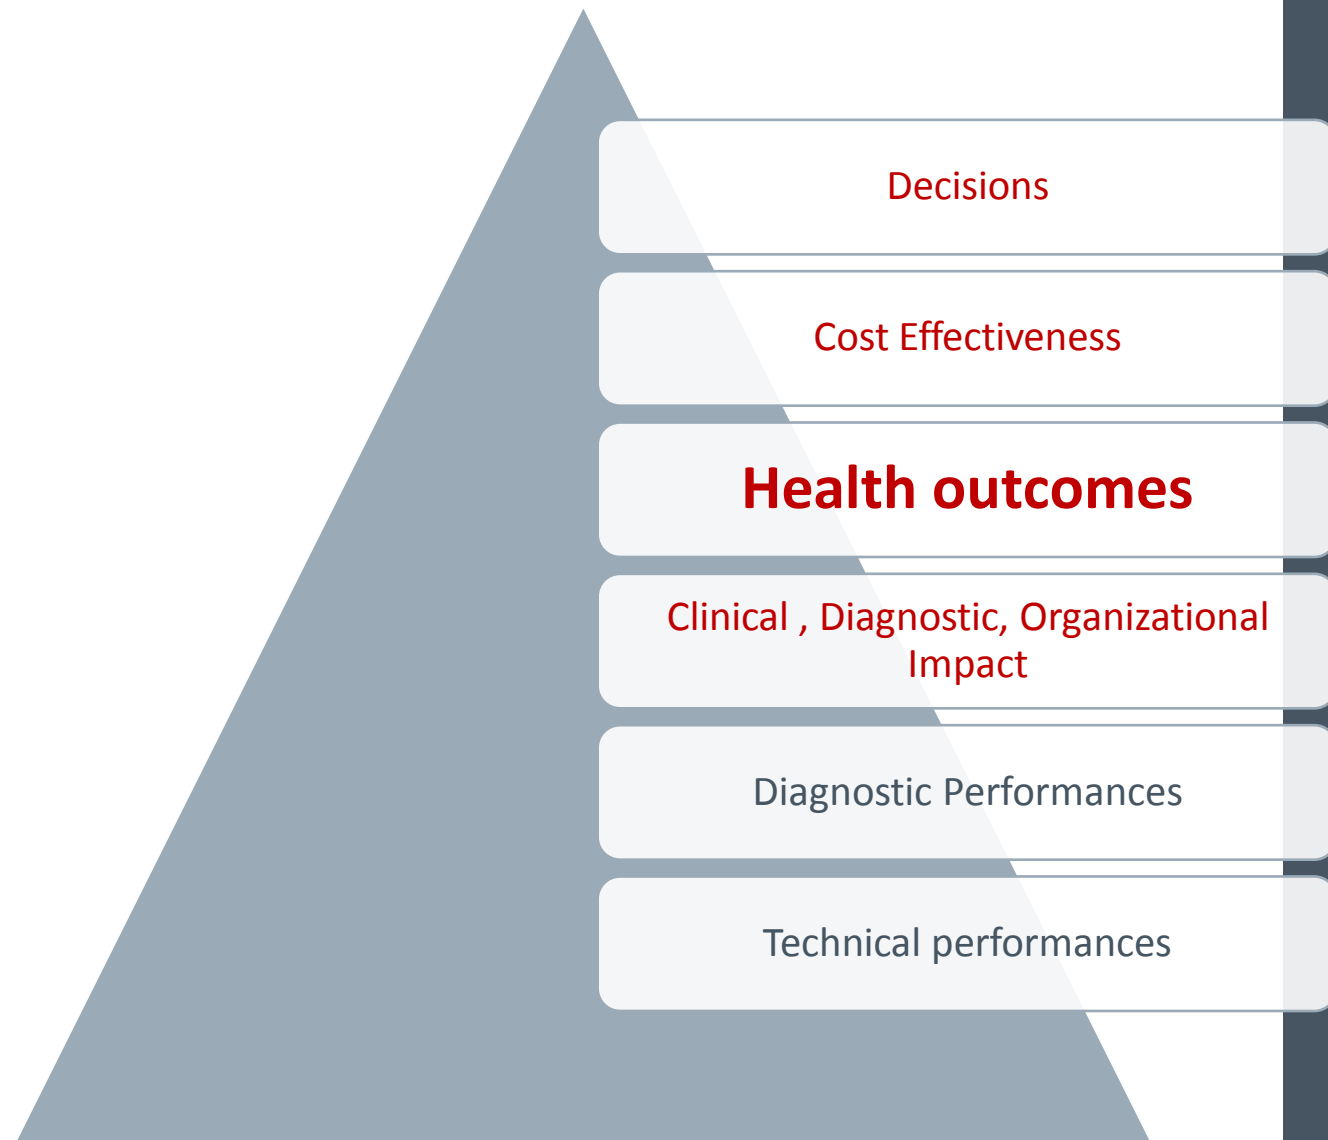 Decisions
Cost Effectiveness
Health outcomes
Clinical , Diagnostic, Organizational
Impact
Diagnostic Performances
Technical performances